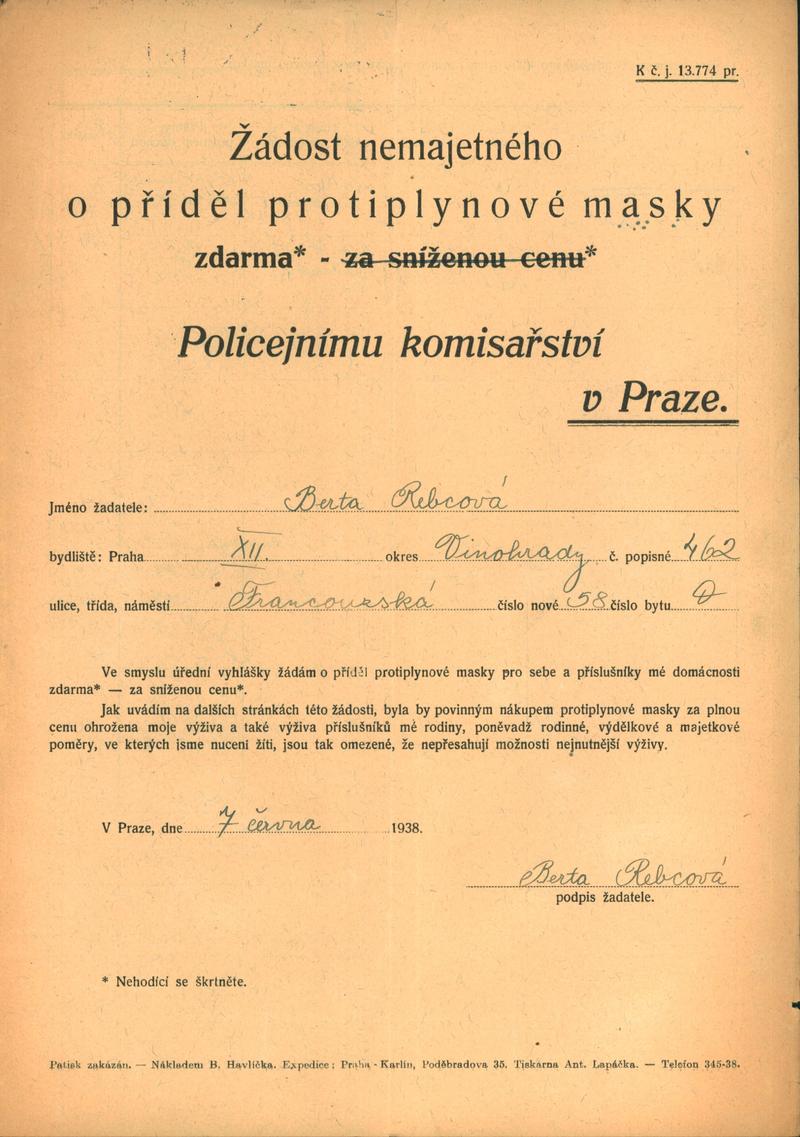 K č. j. 13.774 pr.
Žádost nemajetného
o příděl protiplynové masky
zdarma* - za sníženou cenu*
Policejnímu komisařství
v Praze.
Jméno žadatele: Berta Rebcová
bydliště: Praha XII. okres Vinohrady č. popisné 462
ulice, třída, náměstí Francouzská číslo nové 58 číslo bytu
Ve smyslu úřední vyhlášky žádám o příděl protiplynové masky pro sebe a příslušníky mé domácnosti
zdarma* — za sníženou cenu*.
Jak uvádím na dalších stránkách této žádosti, byla by povinným nákupem protiplynové masky za plnou
cenu ohrožena moje výživa a také výživa příslušníků mé rodiny, poněvadž rodinné, výdělkové a majetkové
poměry, ve kterých jsme nuceni žíti, jsou tak omezené, že nepřesahují možnosti nejnutnější výživy.
V Praze, dne 7 června 1938.
Berta Rebcová
podpis žadatele.
* Nehodící se škrtněte.
Patisk zakázán. — Nákladem B. Havlíčka. Expedice: Praha - Karlín, Poděbradova 35. Tiskárna Ant. Lapáčka. — Telefon 345-38.